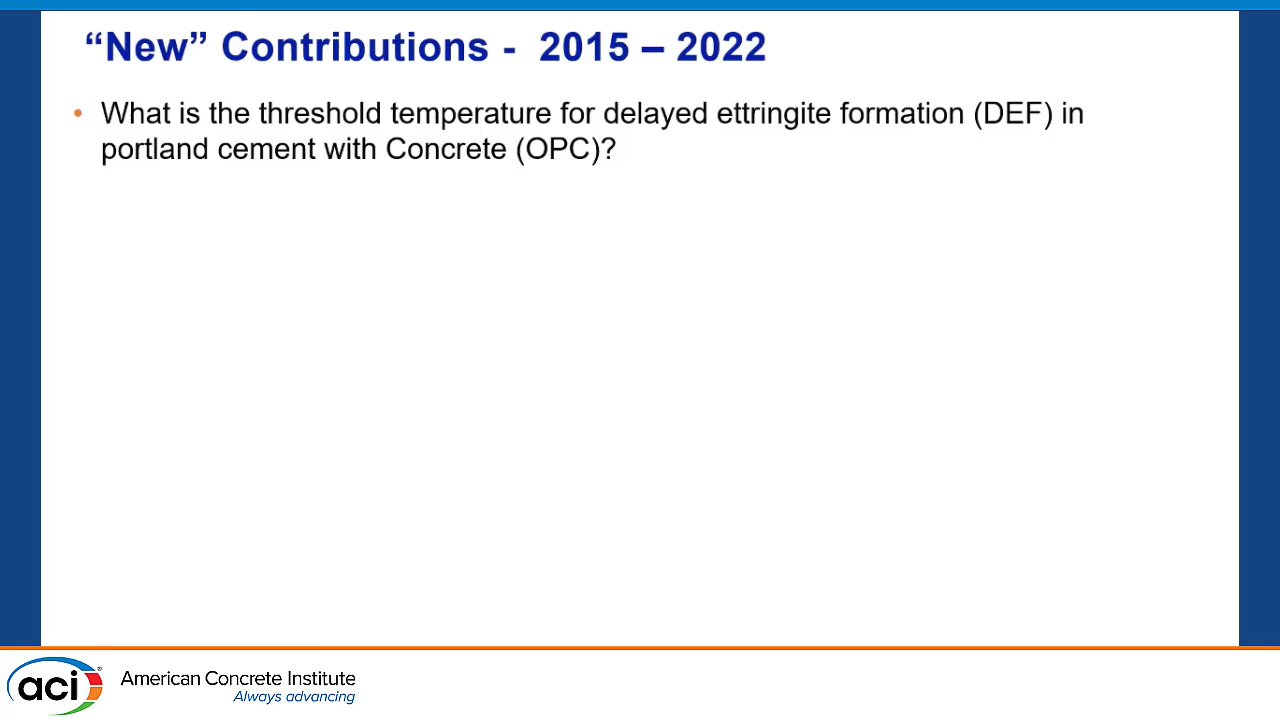 “New” Contributions - 2015 – 2022
• What is the threshold temperature for delayed ettringite formation (DEF) in
portland cement with Concrete (OPC)?
aci®
American Concrete Institute
Always advancing